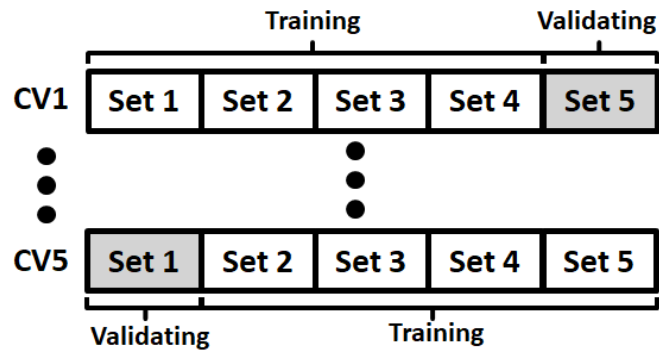 Training Validating
CV1 Set 1 Set 2 Set 3 Set 4 Set 5
CV5 Set 1 Set 2 Set 3 Set 4 Set 5
Validating Training